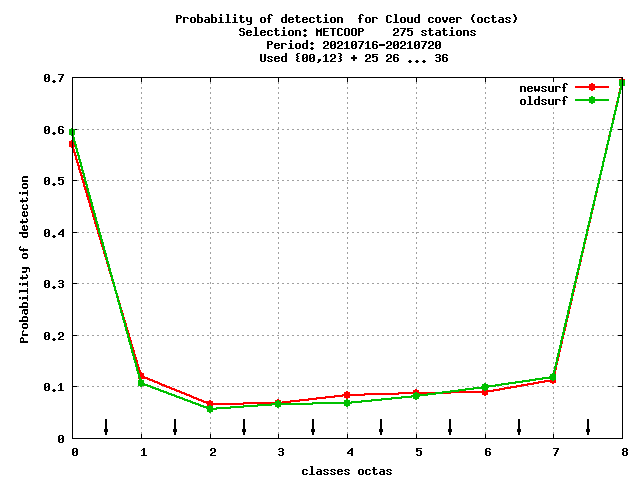 Probability of detection  for Cloud cover (octas)
Selection: METCOOP    275 stations
Period: 20210716-20210720
Used {00,12} + 25 26 ... 36
newsurf
oldsurf
0.7
0.6
0.5
0.4
0.3
0.2
0.1
0
Probability of detection
0 1 2 3 4 5 6 7 8
classes octas